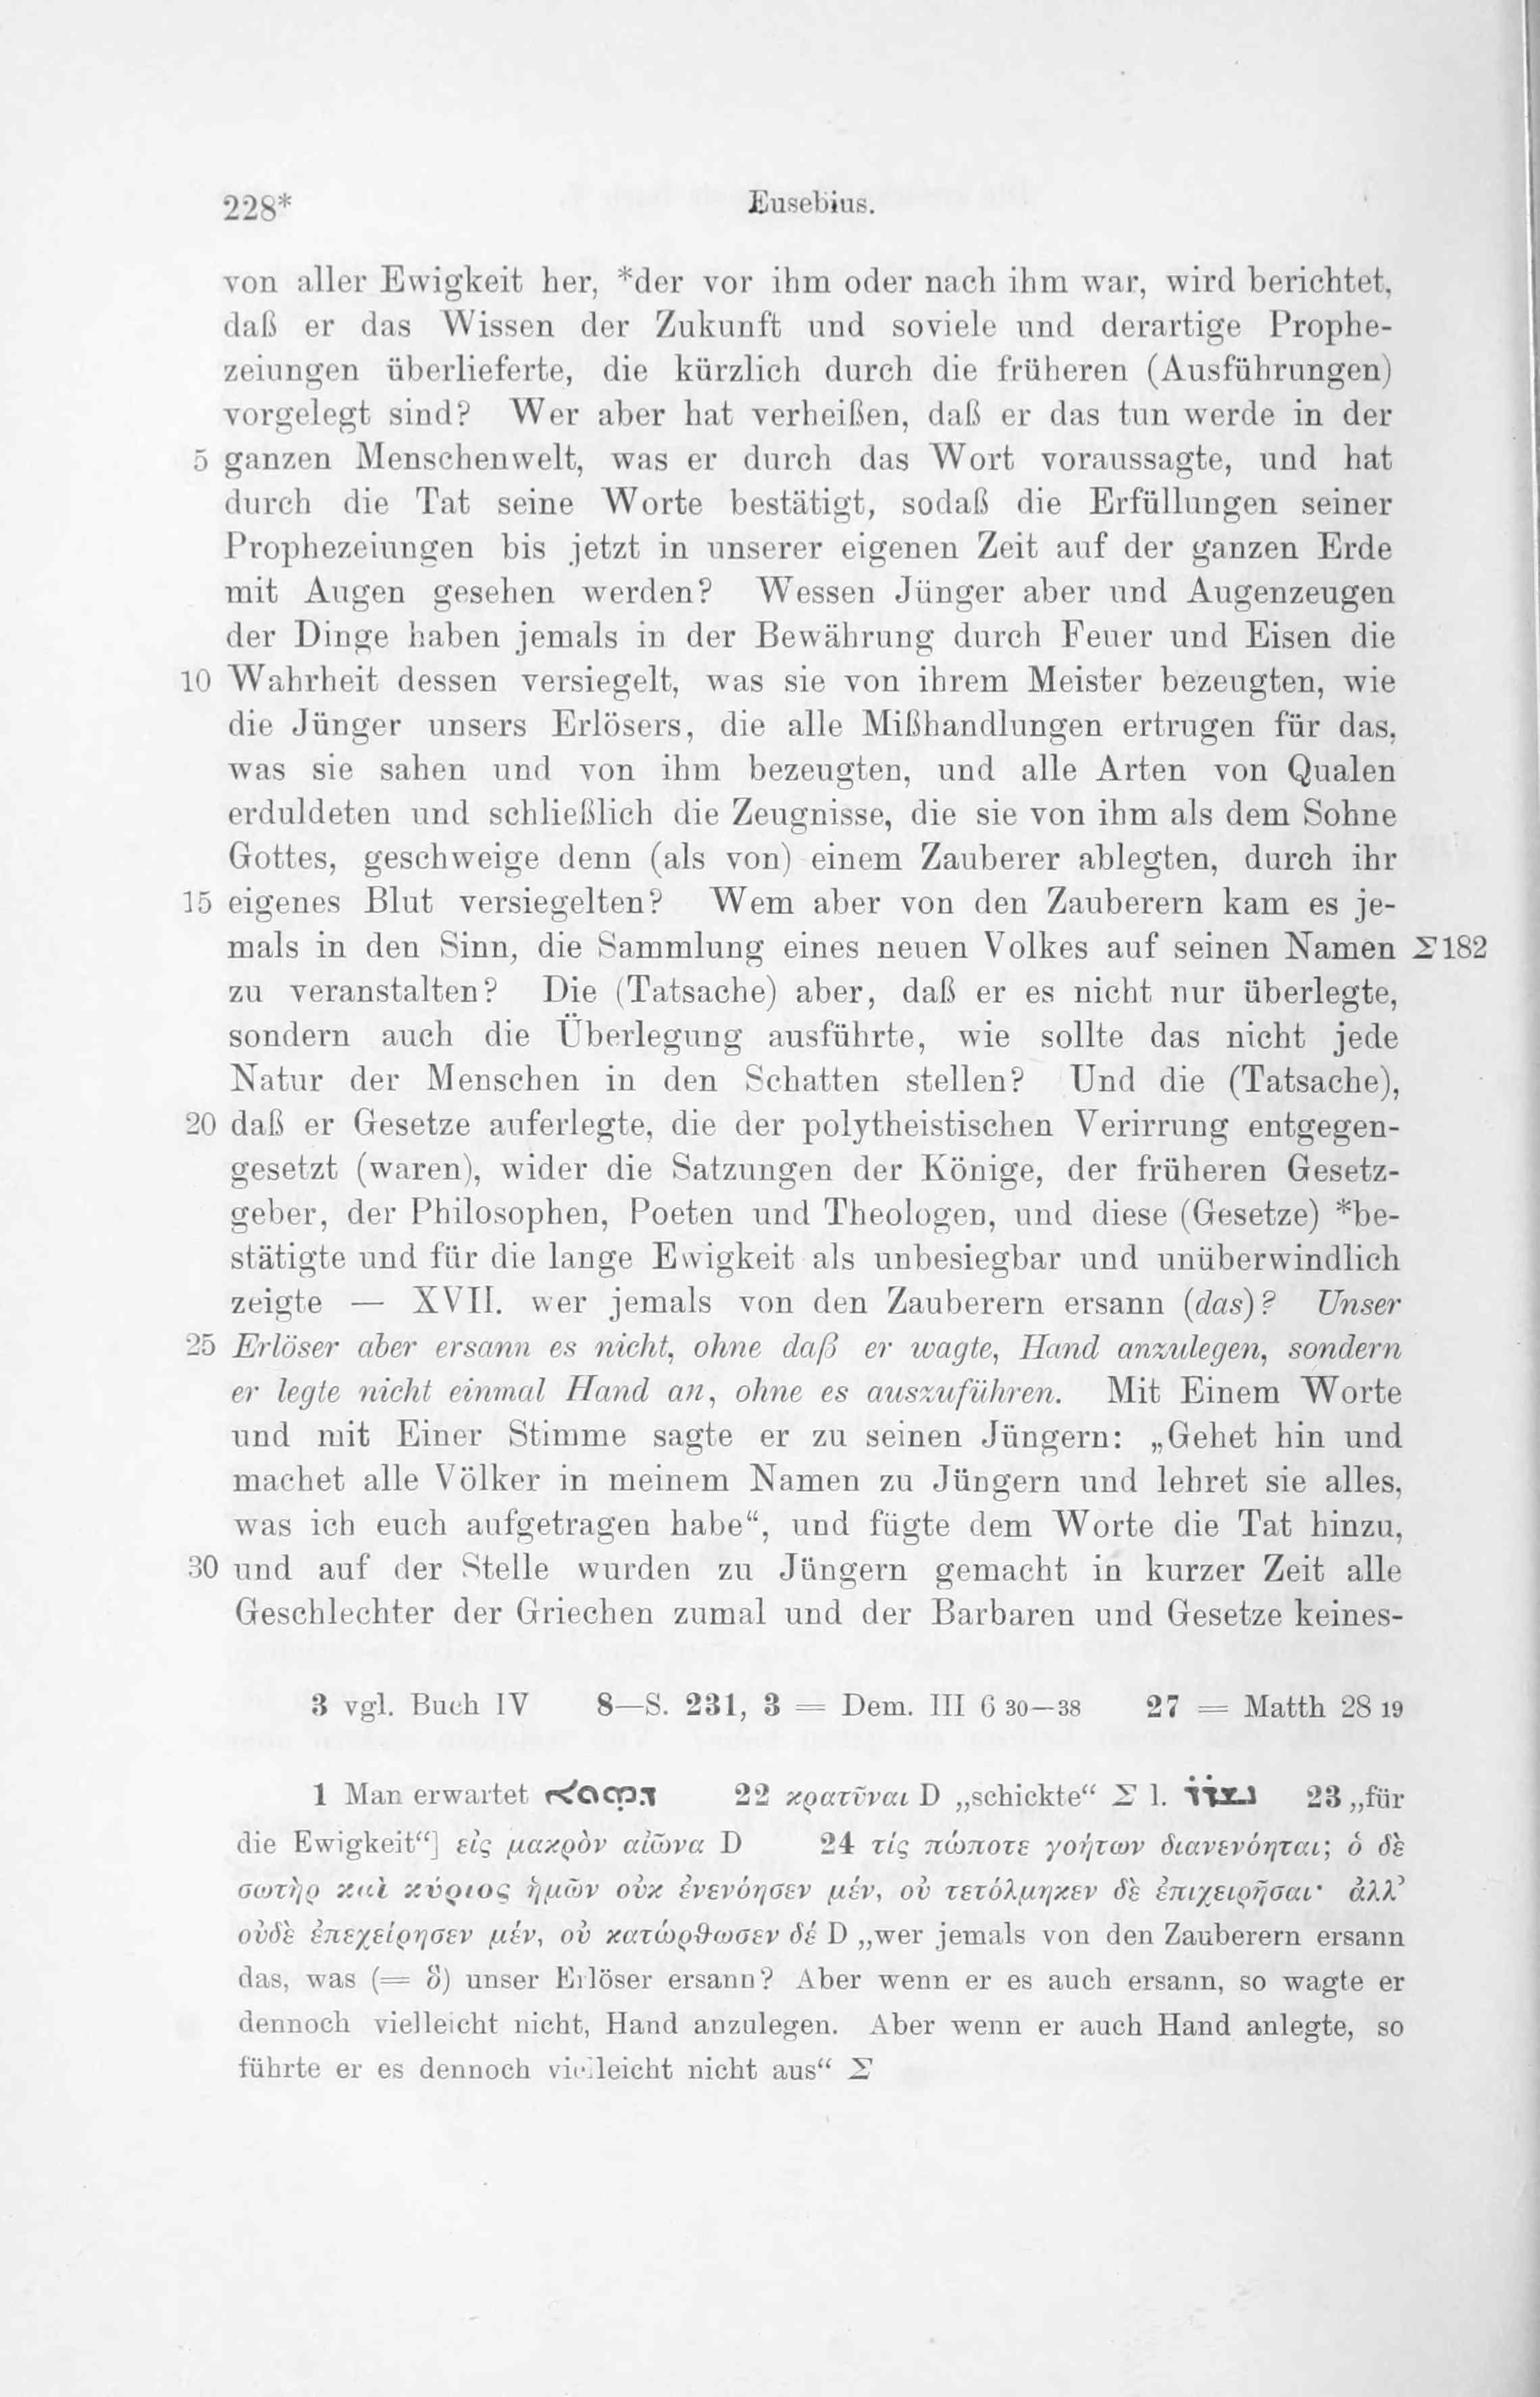 228*
Eusebius.
von aller Ewigkeit her, *der vor ihm oder nach ihm war, wird berichtet,
daß er das Wissen der Zukunft und soviele und derartige Prophe-
zeiungen überlieferte, die kürzlich durch die früheren (Ausführungen)
vorgelegt sind? Wer aber hat verheißen, daß er das tun werde in der
5 ganzen Menschenwelt, was er durch das Wort voraussagte, und hat
durch die Tat seine Worte bestätigt, sodaß die Erfüllungen seiner
Prophezeiungen bis jetzt in unserer eigenen Zeit auf der ganzen Erde
mit Augen gesehen werden? Wessen Jünger aber und Augenzeugen
der Dinge haben jemals in der Bewährung durch Feuer und Eisen die
10 Wahrheit dessen versiegelt, was sie von ihrem Meister bezeugten, wie
die Jünger unsers Erlösers, die alle Mißhandlungen ertrugen für das,
was sie sahen und von ihm bezeugten, und alle Arten von Qualen
erduldeten und schließlich die Zeugnisse, die sie von ihm als dem Sohne
Gottes, geschweige denn (als von) einem Zauberer ablegten, durch ihr
15 eigenes Blut versiegelten? Wem aber von den Zauberern kam es je-
mals in den Sinn, die Sammlung eines neuen Volkes auf seinen Namen Σ182
zu veranstalten? Die (Tatsache) aber, daß er es nicht nur überlegte,
sondern auch die Überlegung ausführte, wie sollte das nicht jede
Natur der Menschen in den Schatten stellen? Und die (Tatsache),
20 daß er Gesetze auferlegte, die der polytheistischen Verirrung entgegen-
gesetzt (waren), wider die Satzungen der Könige, der früheren Gesetz-
geber, der Philosophen, Poeten und Theologen, und diese (Gesetze) *be-
stätigte und für die lange Ewigkeit als unbesiegbar und unüberwindlich
zeigte — XVII. wer jemals von den Zauberern ersann (das)? Unser
25 Erlöser aber ersann es nicht, ohne daß er wagte, Hand anzulegen, sondern
er legte nicht einmal Hand an, ohne es auszuführen. Mit Einem Worte
und mit Einer Stimme sagte er zu seinen Jüngern: „Gehet hin und
machet alle Völker in meinem Namen zu Jüngern und lehret sie alles,
was ich euch aufgetragen habe“, und fügte dem Worte die Tat hinzu,
30 und auf der Stelle wurden zu Jüngern gemacht in kurzer Zeit alle
Geschlechter der Griechen zumal und der Barbaren und Gesetze keines-
3 vgl. Buch IV 8—S. 231, 3 = Dem. III 6 30—38 27 = Matth 28 19
1 Man erwartet 22 κρατῦναι D „schickte“ Σ l. 23 „für
die Ewigkeit“] εἰς μακρὸν αἰῶνα D 24 τίς πώποτε γοήτων διανενόηται; ὁ δὲ
σωτὴρ καὶ κύριος ἡμῶν οὐκ ἐνενόησεν μέν, οὐ τετόλμηκεν δὲ ἐπιχειρῆσαι· ἀλλ’
οὐδὲ ἐπεχείρησεν μέν, οὐ κατώρθωσεν δέ D „wer jemals von den Zauberern ersann
das, was (= ὅ) unser Erlöser ersann? Aber wenn er es auch ersann, so wagte er
dennoch vielleicht nicht, Hand anzulegen. Aber wenn er auch Hand anlegte, so
führte er es dennoch vielleicht nicht aus“ Σ